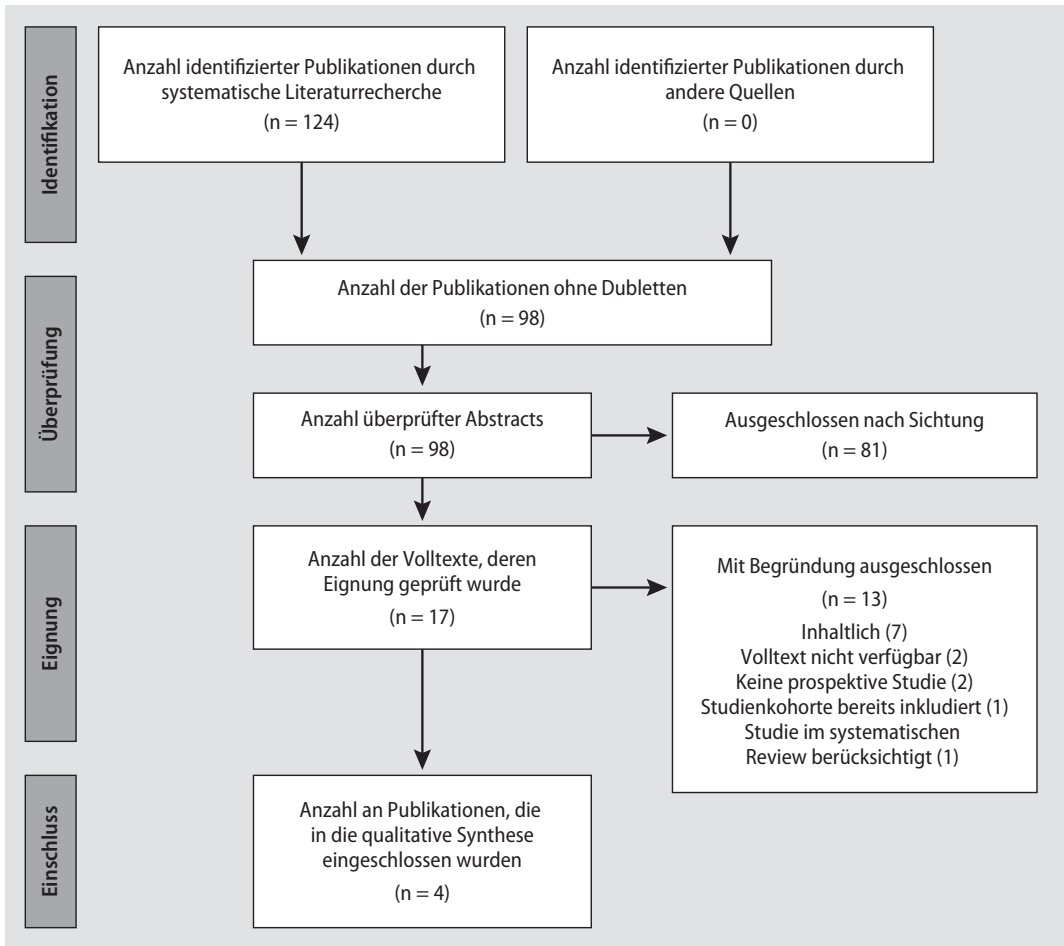 Identifikation
Anzahl identifizierter Publikationen durch
systematische Literaturrecherche
(n = 124)
Anzahl identifizierter Publikationen durch
andere Quellen
(n = 0)
Überprüfung
Anzahl der Publikationen ohne Dubletten
(n = 98)
Anzahl überprüfter Abstracts
(n = 98)
Ausgeschlossen nach Sichtung
(n = 81)
Eignung
Anzahl der Volltexte, deren
Eignung geprüft wurde
(n = 17)
Mit Begründung ausgeschlossen
(n = 13)
Inhaltlich (7)
Volltext nicht verfügbar (2)
Keine prospektive Studie (2)
Studienkohorte bereits inkludiert (1)
Studie im systematischen
Review berücksichtigt (1)
Einschluss
Anzahl an Publikationen, die
in die qualitative Synthese
eingeschlossen wurden
(n = 4)